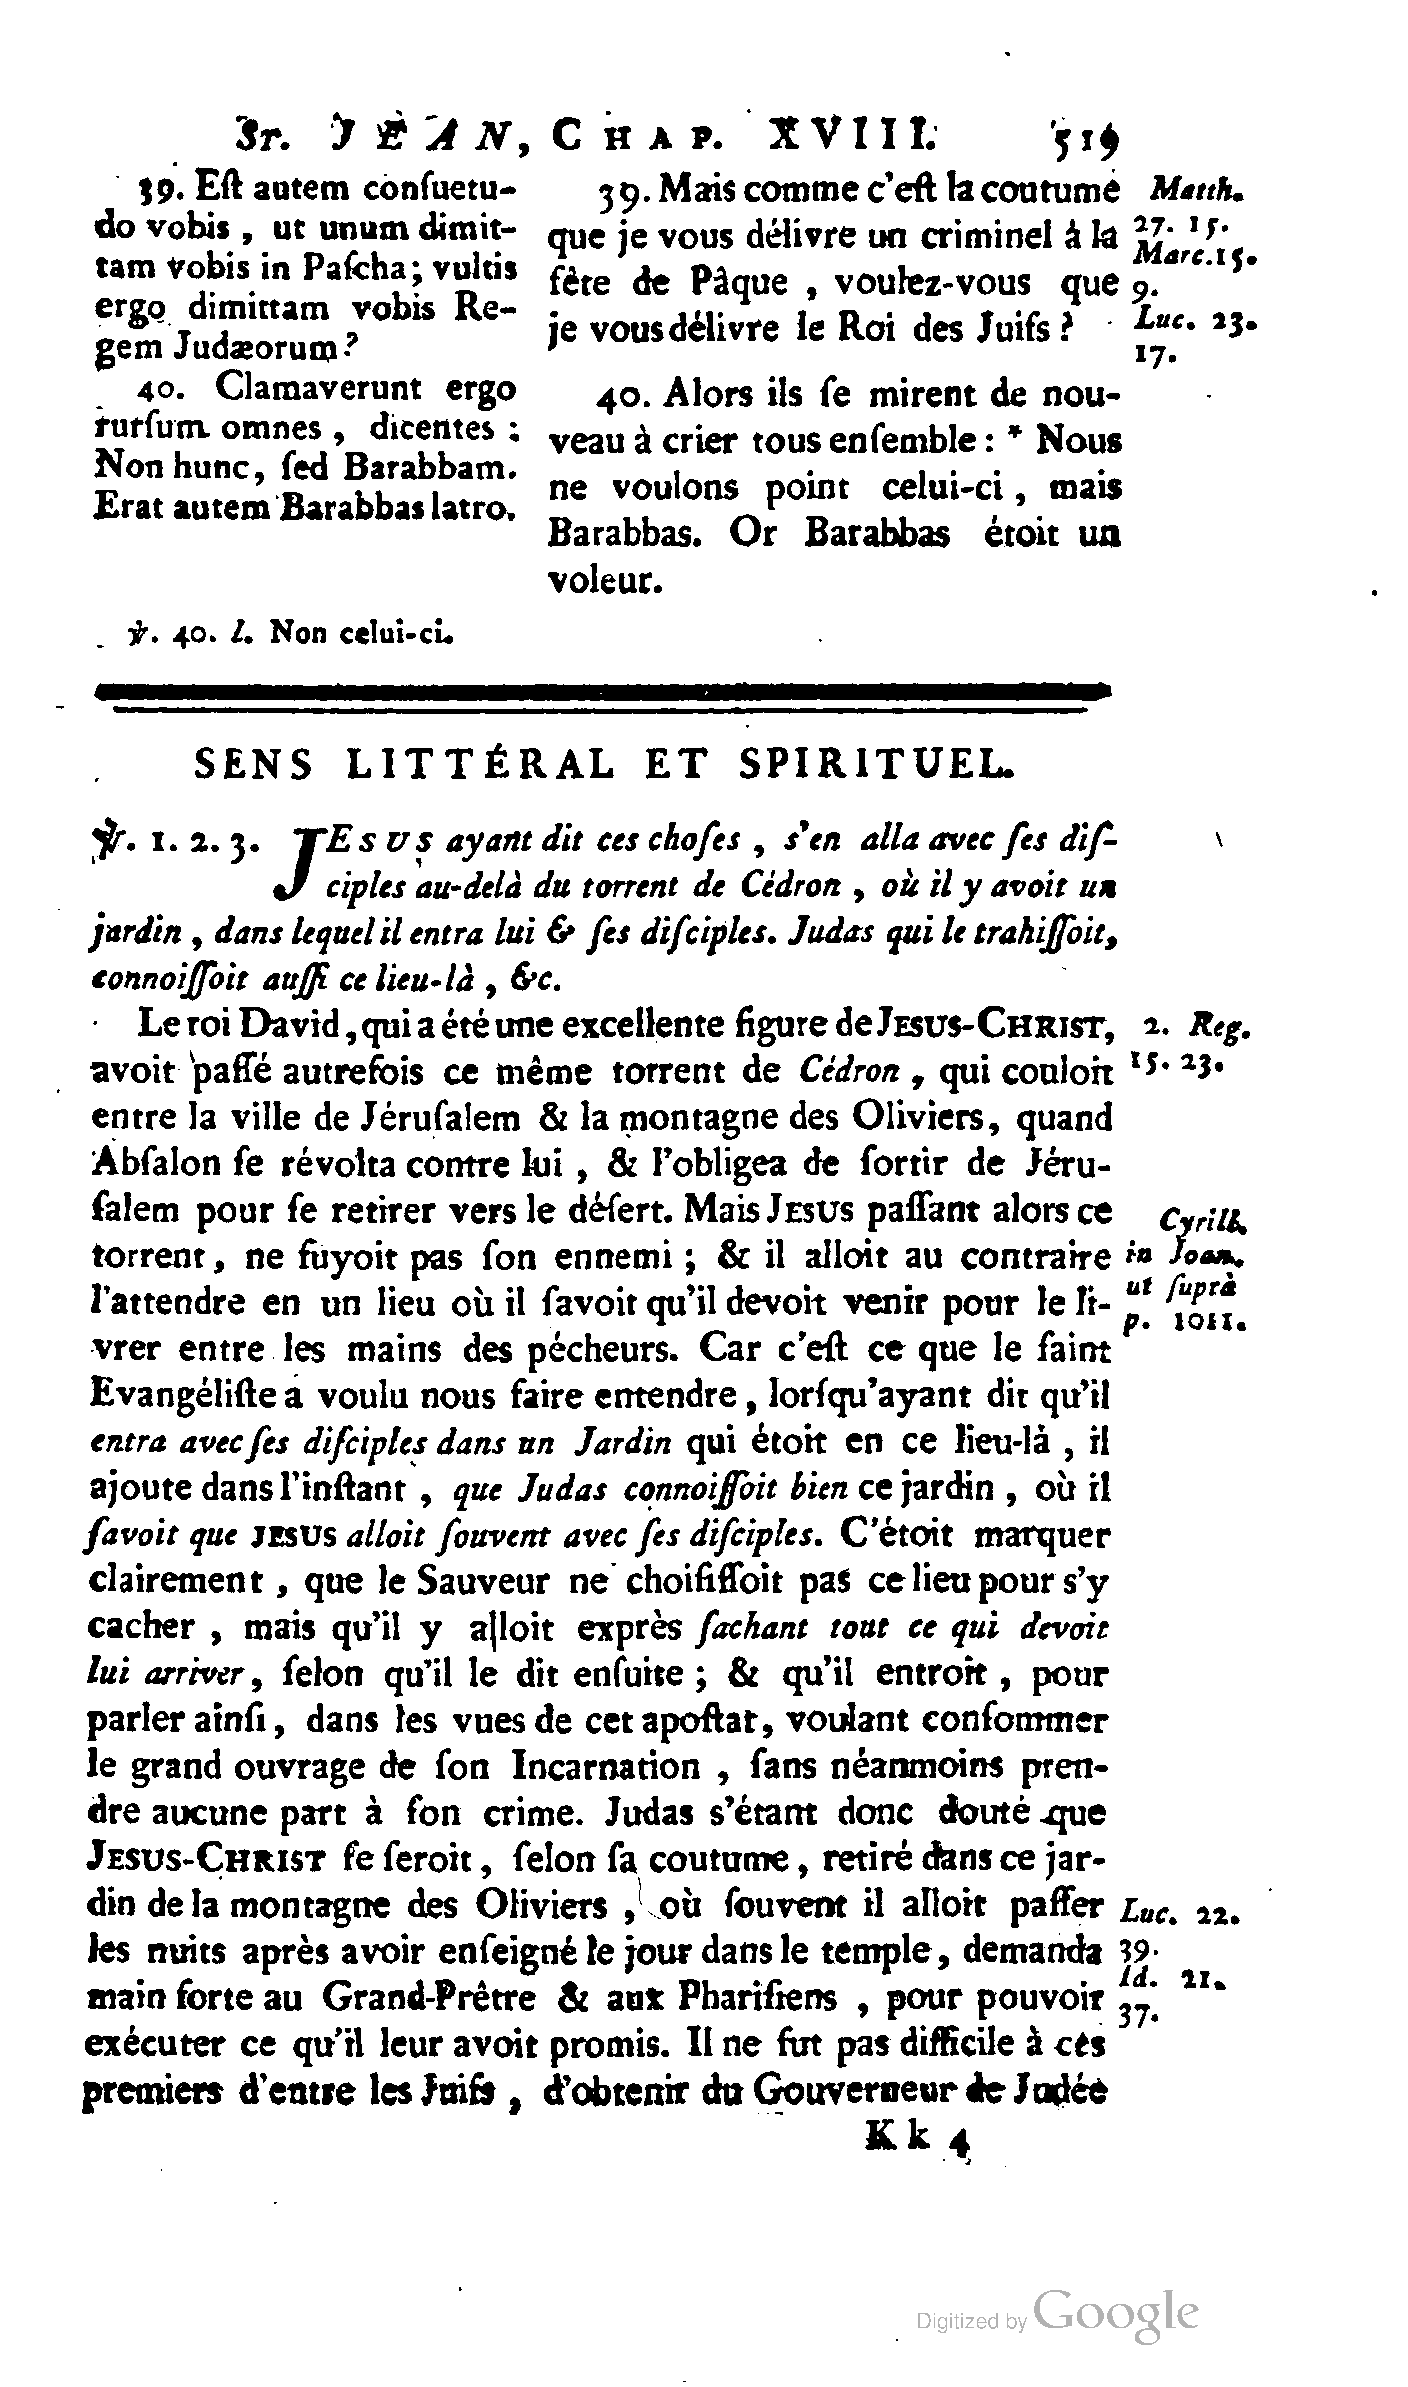 St. JEAN, CHAP. XVIII. 519
39. Eſt autem conſuetu-
do vobis , ut unum dimit-
tam vobis in Paſcha; vultis
ergo dimittam vobis Re-
gem Judæorum?
40. Clamaverunt ergo
rurſum omnes , dicentes :
Non hunc, ſed Barabbam.
Erat autem Barabbas latro.
39. Mais comme c'eſt la coutume
que je vous délivre un criminel à la
fête de Pâque , voulez-vous que
je vous délivre le Roi des Juifs ?
40. Alors ils ſe mirent de nou-
veau à crier tous enſemble : * Nous
ne voulons point celui-ci , mais
Barabbas. Or Barabbas étoit un
voleur.
Matth.
27. 15.
Marc. 15.
9.
Luc. 23.
17.
℣. 40. l. Non celui-ci.
SENS LITTÉRAL ET SPIRITUEL.
℣. 1. 2. 3. JESUS ayant dit ces choſes , s'en alla avec ſes diſ-
ciples au-delà du torrent de Cédron , où il y avoit un
jardin , dans lequel il entra lui & ſes diſciples. Judas qui le trahiſſoit,
connoiſſoit auſſi ce lieu-là , &c.
Le roi David, qui a été une excellente figure de JESUS-CHRIST,
avoit paſſé autrefois ce même torrent de Cédron , qui couloit
entre la ville de Jéruſalem & la montagne des Oliviers, quand
Abſalon ſe révolta contre lui , & l'obligea de ſortir de Jéru-
ſalem pour ſe retirer vers le déſert. Mais JESUS paſſant alors ce
torrent, ne fuyoit pas ſon ennemi ; & il alloit au contraire
l'attendre en un lieu où il ſavoit qu'il devoit venir pour le li-
vrer entre les mains des pécheurs. Car c'eſt ce que le ſaint
Evangéliſte a voulu nous faire entendre, lorſqu'ayant dit qu'il
entra avec ſes diſciples dans un Jardin qui étoit en ce lieu-là , il
ajoute dans l'inſtant , que Judas connoiſſoit bien ce jardin , où il
ſavoit que JESUS alloit ſouvent avec ſes diſciples. C'étoit marquer
clairement , que le Sauveur ne choiſiſſoit pas ce lieu pour s'y
cacher , mais qu'il y alloit exprès ſachant tout ce qui devoit
lui arriver, ſelon qu'il le dit enſuite ; & qu'il entroit , pour
parler ainſi, dans les vues de cet apoſtat, voulant conſommer
le grand ouvrage de ſon Incarnation , ſans néanmoins pren-
dre aucune part à ſon crime. Judas s'étant donc douté que
JESUS-CHRIST ſe ſeroit, ſelon ſa coutume, retiré dans ce jar-
din de la montagne des Oliviers , où ſouvent il alloit paſſer
les nuits après avoir enſeigné le jour dans le temple, demanda
main forte au Grand-Prêtre & aux Phariſiens , pour pouvoir
exécuter ce qu'il leur avoit promis. Il ne fut pas difficile à ces
premiers d'entre les Juifs , d'obtenir du Gouverneur de Judée
2. Reg.
15. 23.
Cyrill.
in Joan.
ut ſuprà
p. 1011.
Luc. 22.
39.
Id. 21.
37.
Kk 4
Digitized by Google